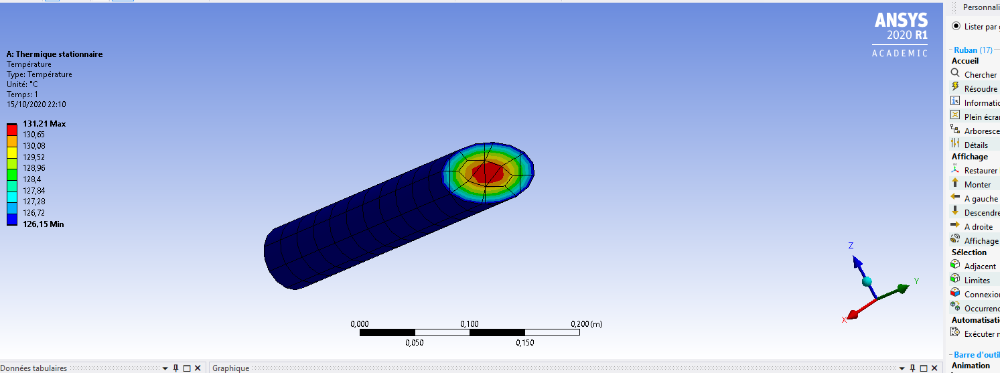 ANSYS
2020 R1
ACADEMIC
A: Thermique stationnaire
Température
Type: Température
Unité: °C
Temps: 1
15/10/2020 22:10
131,21 Max
130,65
130,08
129,52
128,96
128,4
127,84
127,28
126,72
126,15 Min
0,000
0,100
0,200 (m)
0,050
0,150
Z
Y
X
Données tabulaires
Graphique
Personnali
Lister par
Ruban (17)
Accueil
Chercher
Résoudre
Informatio
Plein écra
Arboresce
Détails
Affichage
Restaurer
Monter
A gauche
Descendre
A droite
Affichage
Sélection
Adjacent
Limites
Connexion
Occurrenc
Automatisati
Exécuter
Barre d'outil
Animation